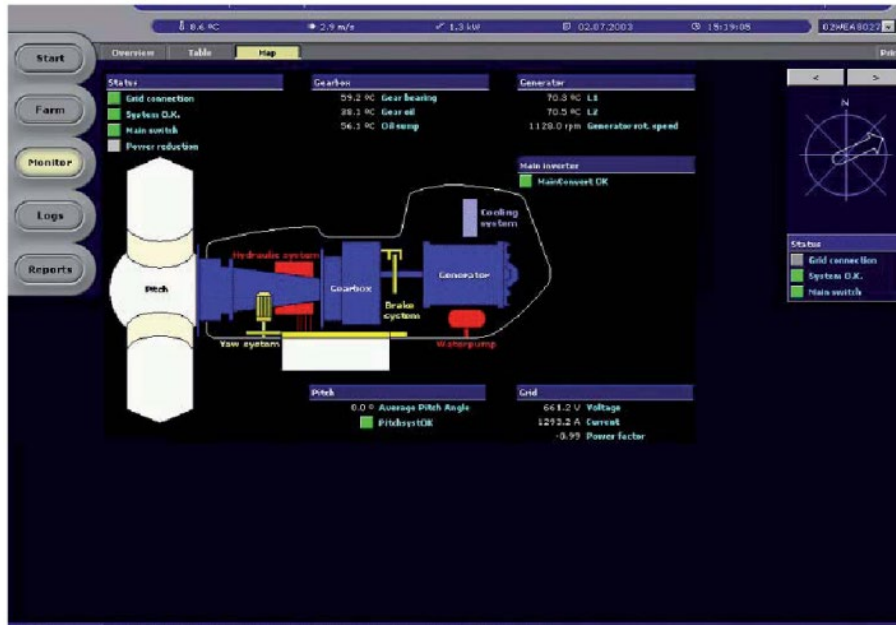 8.6 ºC 2.9 m/s 1.3 kW 02.07.2003 15:19:05 02WEA8027
Start
Farm
Monitor
Logs
Reports
Overview Table Map Prin
< >
N
Status
Grid connection
System O.K.
Main switch
Power reduction
Gearbox
59.2 ºC Gear bearing
38.1 ºC Gear oil
56.1 ºC Oil sump
Generator
70.3 ºC L1
70.5 ºC L2
1128.0 rpm Generator rot. speed
Main inverter
MainConvert OK
Cooling system
Hydraulic system
Pitch
Gearbox
Generator
Brake system
Yaw system
Waterpump
Status
Grid connection
System O.K.
Main switch
Pitch
0.0 º Average Pitch Angle
PitchsystOK
Grid
661.2 V Voltage
1293.2 A Current
-0.99 Power factor